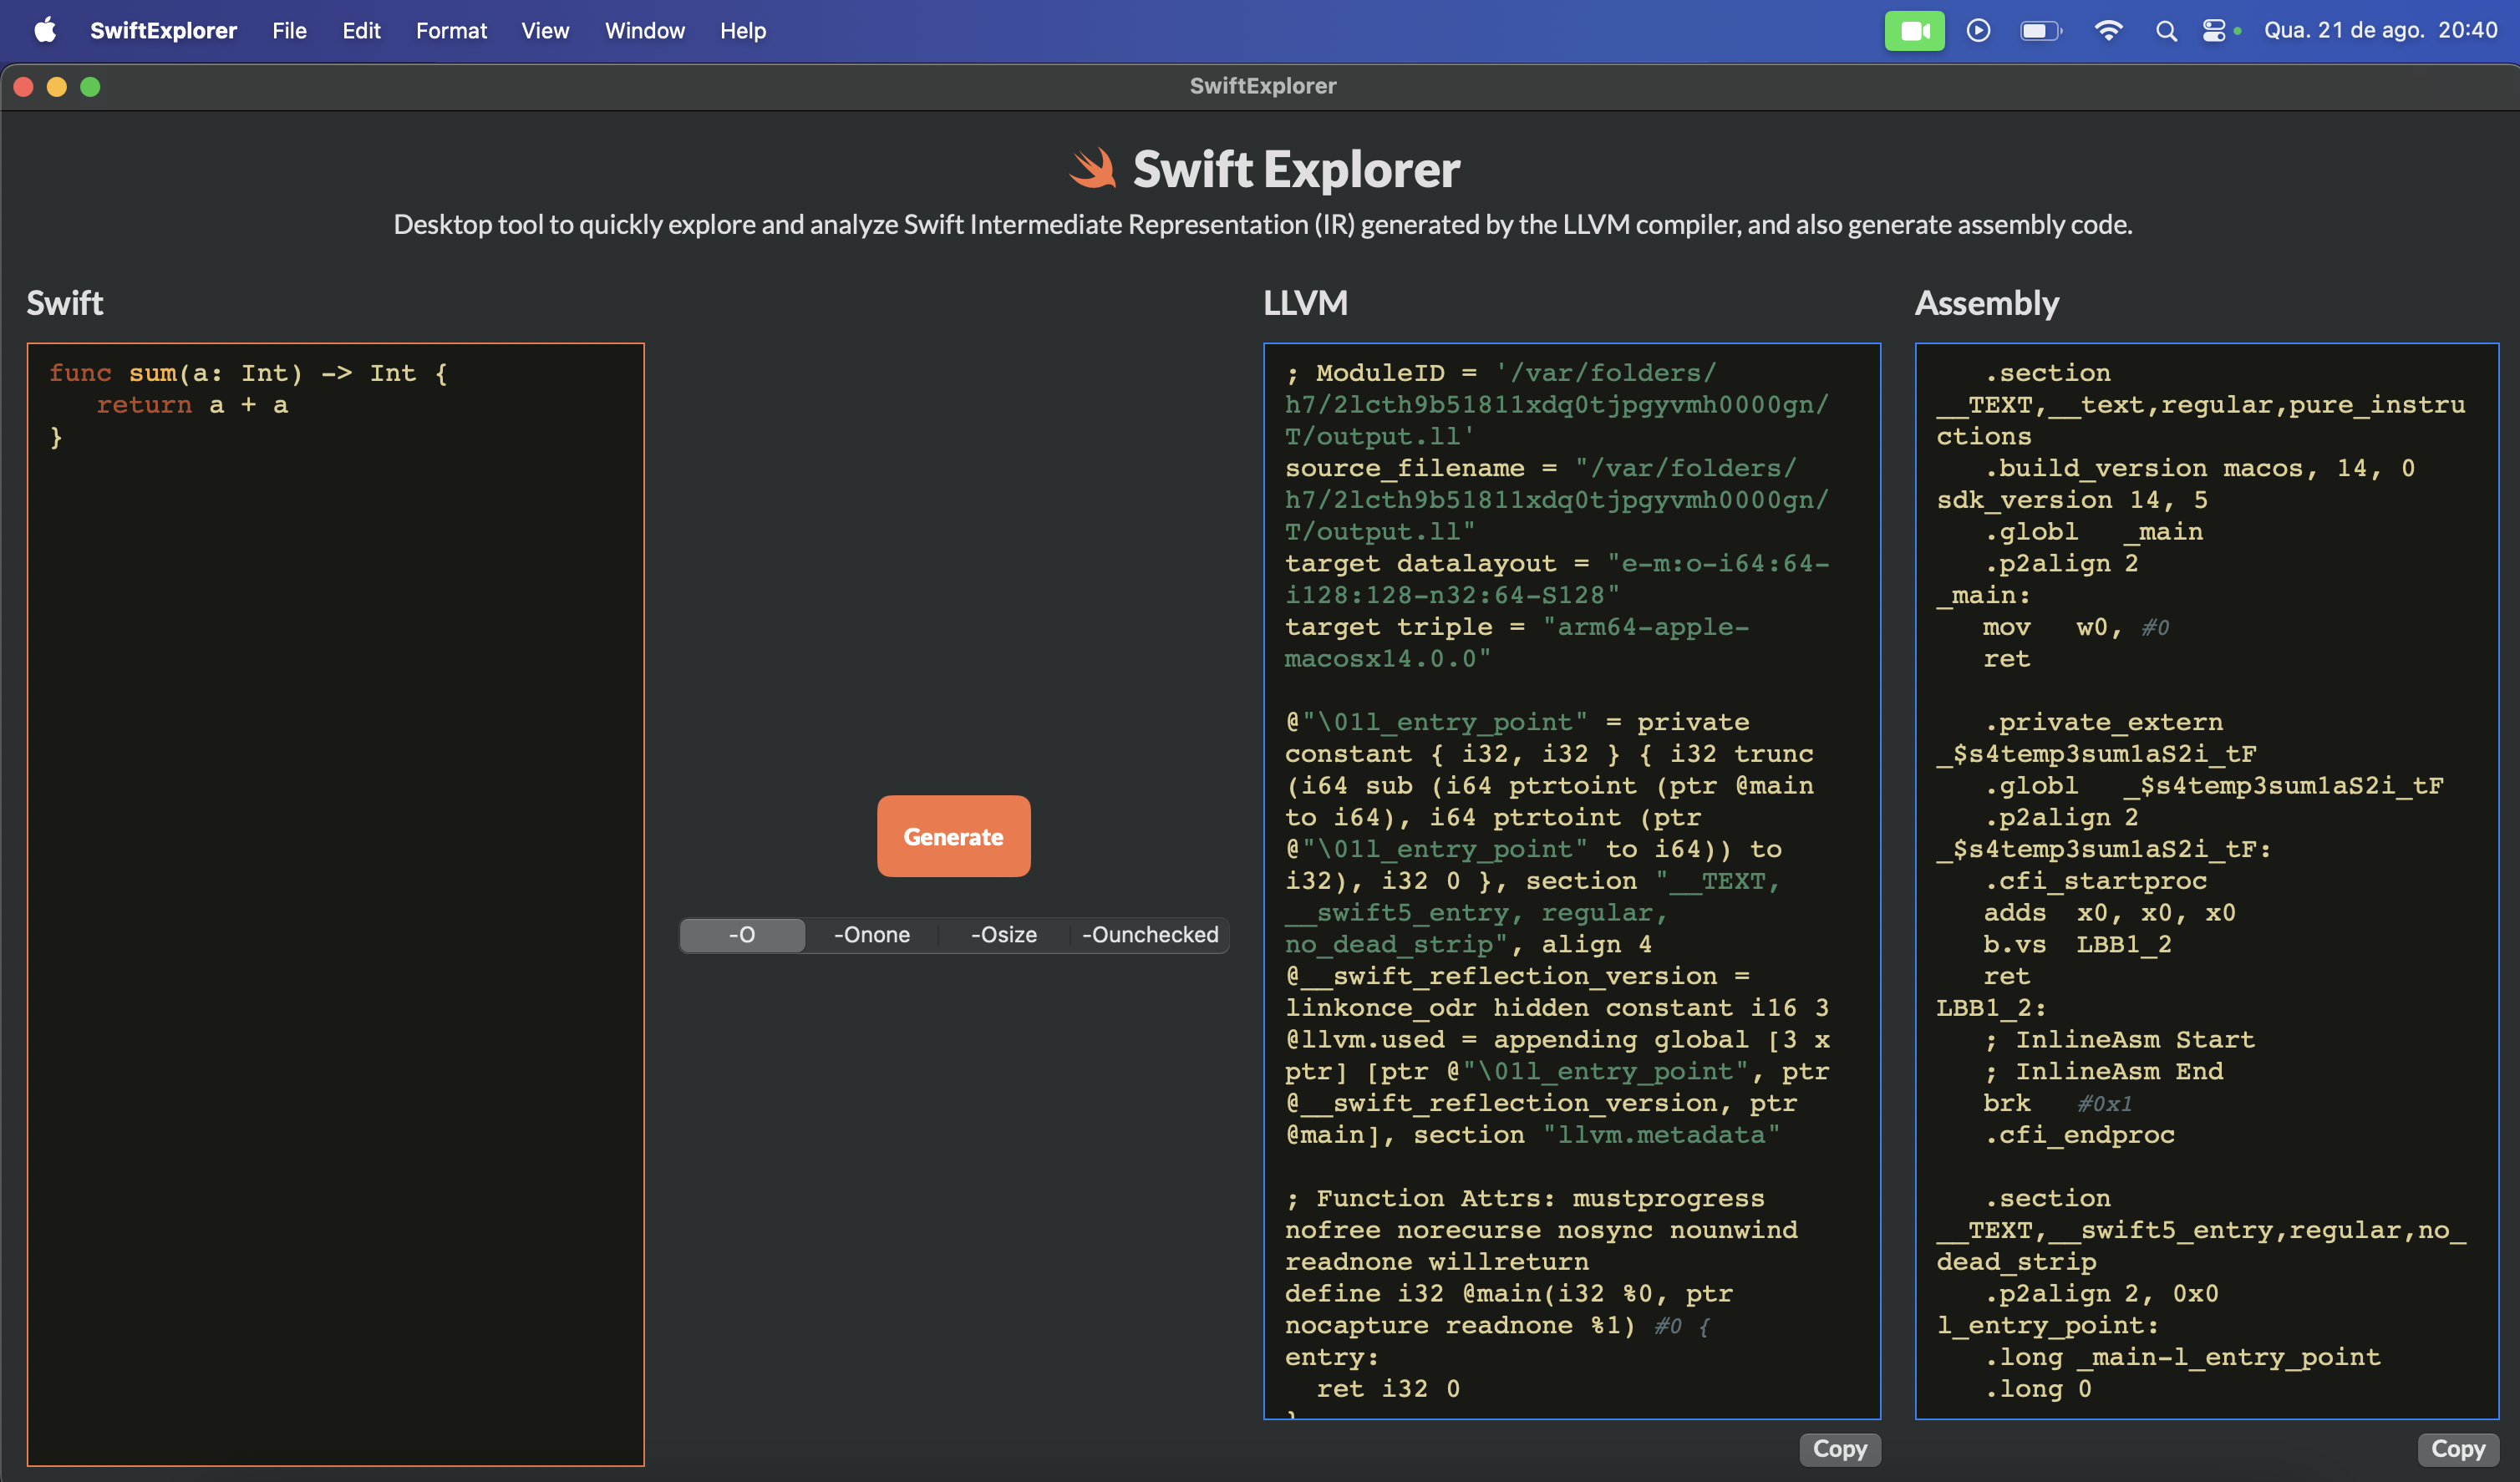 SwiftExplorer File Edit Format View Window Help Qua. 21 de ago. 20:40
SwiftExplorer
Swift Explorer
Desktop tool to quickly explore and analyze Swift Intermediate Representation (IR) generated by the LLVM compiler, and also generate assembly code.
Swift
func sum(a: Int) -> Int {
return a + a
}
Generate
-O -Onone -Osize -Ounchecked
LLVM
; ModuleID = '/var/folders/
h7/2lcth9b51811xdq0tjpgyvmh0000gn/
T/output.ll'
source_filename = "/var/folders/
h7/2lcth9b51811xdq0tjpgyvmh0000gn/
T/output.ll"
target datalayout = "e-m:o-i64:64-
i128:128-n32:64-S128"
target triple = "arm64-apple-
macosx14.0.0"
@"\01l_entry_point" = private
constant { i32, i32 } { i32 trunc
(i64 sub (i64 ptrtoint (ptr @main
to i64), i64 ptrtoint (ptr
@"\01l_entry_point" to i64)) to
i32), i32 0 }, section "__TEXT,
__swift5_entry, regular,
no_dead_strip", align 4
@__swift_reflection_version =
linkonce_odr hidden constant i16 3
@llvm.used = appending global [3 x
ptr] [ptr @"\01l_entry_point", ptr
@__swift_reflection_version, ptr
@main], section "llvm.metadata"
; Function Attrs: mustprogress
nofree norecurse nosync nounwind
readnone willreturn
define i32 @main(i32 %0, ptr
nocapture readnone %1) #0 {
entry:
ret i32 0
}
Copy
Assembly
.section
__TEXT,__text,regular,pure_instru
ctions
.build_version macos, 14, 0
sdk_version 14, 5
.globl _main
.p2align 2
_main:
mov w0, #0
ret
.private_extern
_$s4temp3sum1aS2i_tF
.globl _$s4temp3sum1aS2i_tF
.p2align 2
_$s4temp3sum1aS2i_tF:
.cfi_startproc
adds x0, x0, x0
b.vs LBB1_2
ret
LBB1_2:
; InlineAsm Start
; InlineAsm End
brk #0x1
.cfi_endproc
.section
__TEXT,__swift5_entry,regular,no_
dead_strip
.p2align 2, 0x0
l_entry_point:
.long _main-l_entry_point
.long 0
Copy